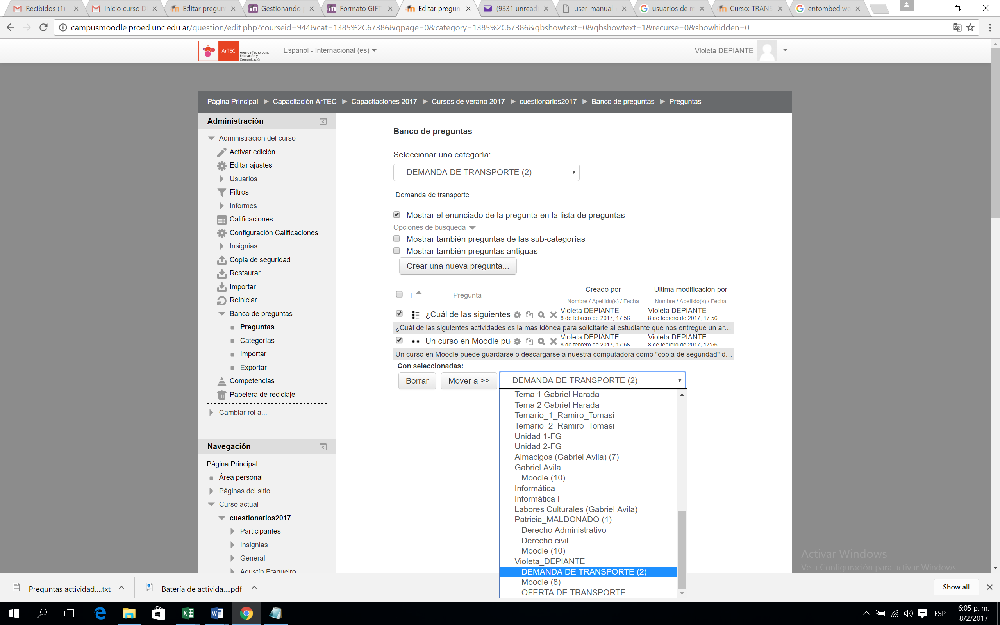 Recibidos (1)
Inicio curso D
Editar pregun
Gestionando
Formato GIFT
Editar pregun
(9331 unread
user-manual-
usuarios de m
Curso: TRANS
entombed wo
campusmoodle.proed.unc.edu.ar/question/edit.php?courseid=944&cat=1385%2C67386&qpage=0&category=1385%2C67386&qbshowtext=0&qbshowtext=1&recurse=0&showhidden=0
ArTEC
Area de Tecnología,
Educación y
Comunicación
Español - Internacional (es)
Violeta DEPIANTE
Página Principal ▶ Capacitación ArTEC ▶ Capacitaciones 2017 ▶ Cursos de verano 2017 ▶ cuestionarios2017 ▶ Banco de preguntas ▶ Preguntas
Administración
Administración del curso
Activar edición
Editar ajustes
Usuarios
Filtros
Informes
Calificaciones
Configuración Calificaciones
Insignias
Copia de seguridad
Restaurar
Importar
Reiniciar
Banco de preguntas
Preguntas
Categorías
Importar
Exportar
Competencias
Papelera de reciclaje
Cambiar rol a...
Navegación
Página Principal
Área personal
Páginas del sitio
Curso actual
cuestionarios2017
Participantes
Insignias
General
Agustín Fragueiro
Banco de preguntas
Seleccionar una categoría:
DEMANDA DE TRANSPORTE (2)
Demanda de transporte
Mostrar el enunciado de la pregunta en la lista de preguntas
Opciones de búsqueda
Mostrar también preguntas de las sub-categorías
Mostrar también preguntas antiguas
Crear una nueva pregunta...
T Pregunta Creado por Última modificación por
Nombre / Apellido(s) / Fecha Nombre / Apellido(s) / Fecha
¿Cuál de las siguientes Violeta DEPIANTE Violeta DEPIANTE
8 de febrero de 2017, 17:56 8 de febrero de 2017, 17:56
¿Cuál de las siguientes actividades es la más idónea para solicitarle al estudiante que nos entregue un ar...
Un curso en Moodle pu Violeta DEPIANTE Violeta DEPIANTE
8 de febrero de 2017, 17:56 8 de febrero de 2017, 17:56
Un curso en Moodle puede guardarse o descargarse a nuestra computadora como "copia de seguridad" d...
Con seleccionadas:
Borrar Mover a >> DEMANDA DE TRANSPORTE (2)
Tema 1 Gabriel Harada
Tema 2 Gabriel Harada
Temario_1_Ramiro_Tomasi
Temario_2_Ramiro_Tomasi
Unidad 1-FG
Unidad 2-FG
Almacigos (Gabriel Avila) (7)
Gabriel Avila
Moodle (10)
Informática
Informática I
Labores Culturales (Gabriel Avila)
Patricia_MALDONADO (1)
Derecho Administrativo
Derecho civil
Moodle (10)
Violeta_DEPIANTE
DEMANDA DE TRANSPORTE (2)
Moodle (8)
OFERTA DE TRANSPORTE
Activar Windows
Ve a Configuración para activar Windows.
Preguntas actividad....txt
Batería de activida....pdf
Show all
ESP
6:05 p. m.
8/2/2017